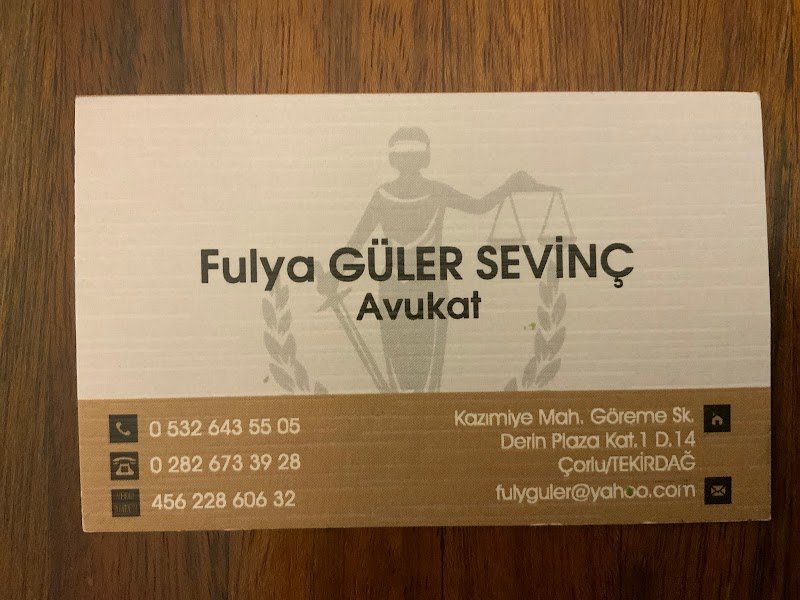 Fulya GÜLER SEVİNÇ
Avukat
0 532 643 55 05
0 282 673 39 28
456 228 606 32
Kazımiye Mah. Göreme Sk.
Derin Plaza Kat.1 D.14
Çorlu/TEKİRDAĞ
fulyguler@yahoo.com